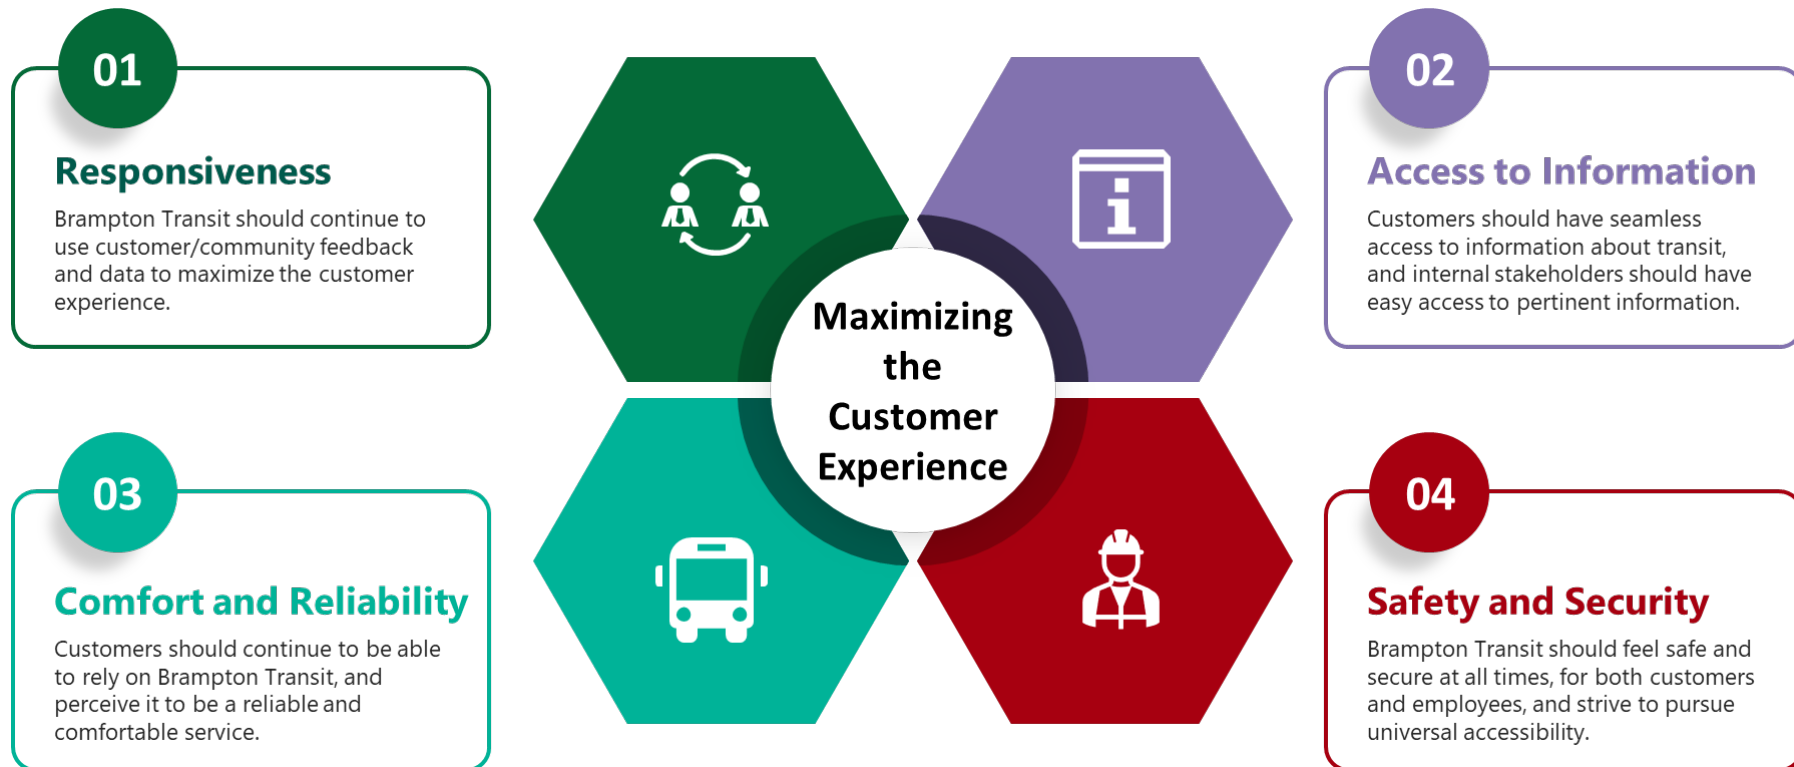 01
Responsiveness
Brampton Transit should continue to
use customer/community feedback
and data to maximize the customer
experience.
02
Access to Information
Customers should have seamless
access to information about transit,
and internal stakeholders should have
easy access to pertinent information.
Maximizing
the
Customer
Experience
03
Comfort and Reliability
Customers should continue to be able
to rely on Brampton Transit, and
perceive it to be a reliable and
comfortable service.
04
Safety and Security
Brampton Transit should feel safe and
secure at all times, for both customers
and employees, and strive to pursue
universal accessibility.